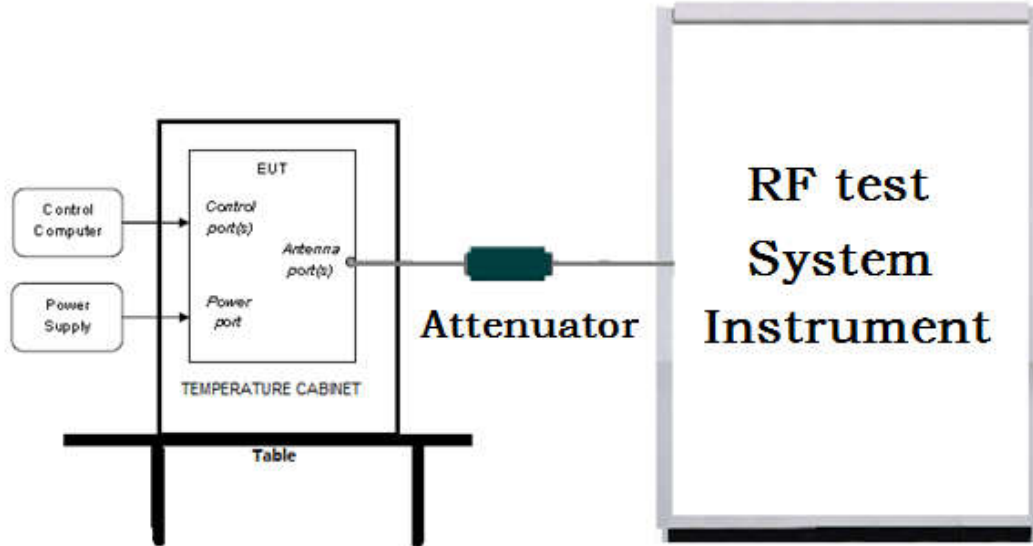 EUT
Control
Computer
Control
port(s)
Antenna
port(s)
Power
Supply
Power
port
TEMPERATURE CABINET
Table
Attenuator
RF test
System
Instrument